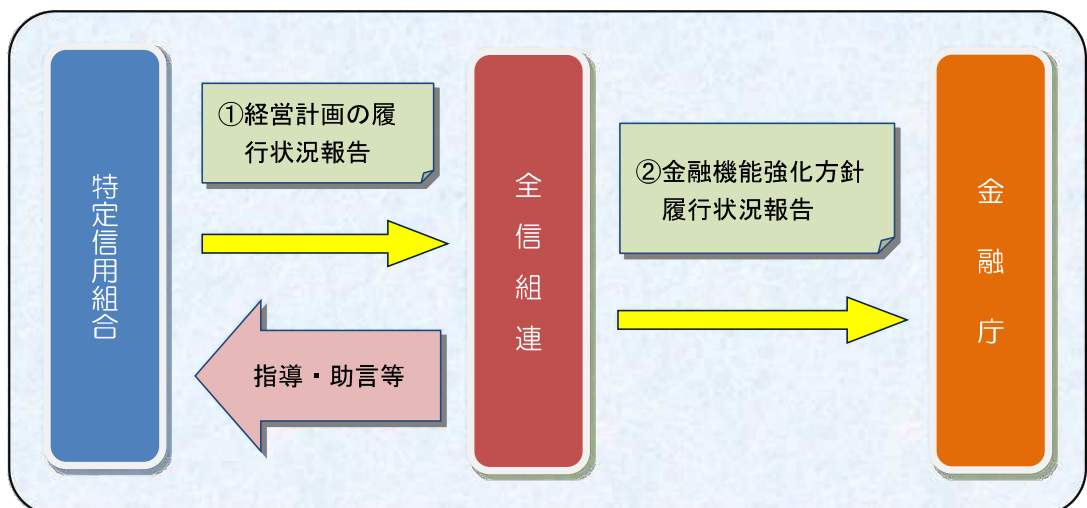 特定信用組合
①経営計画の履
行状況報告
指導・助言等
全信組連
②金融機能強化方針
履行状況報告
金融庁